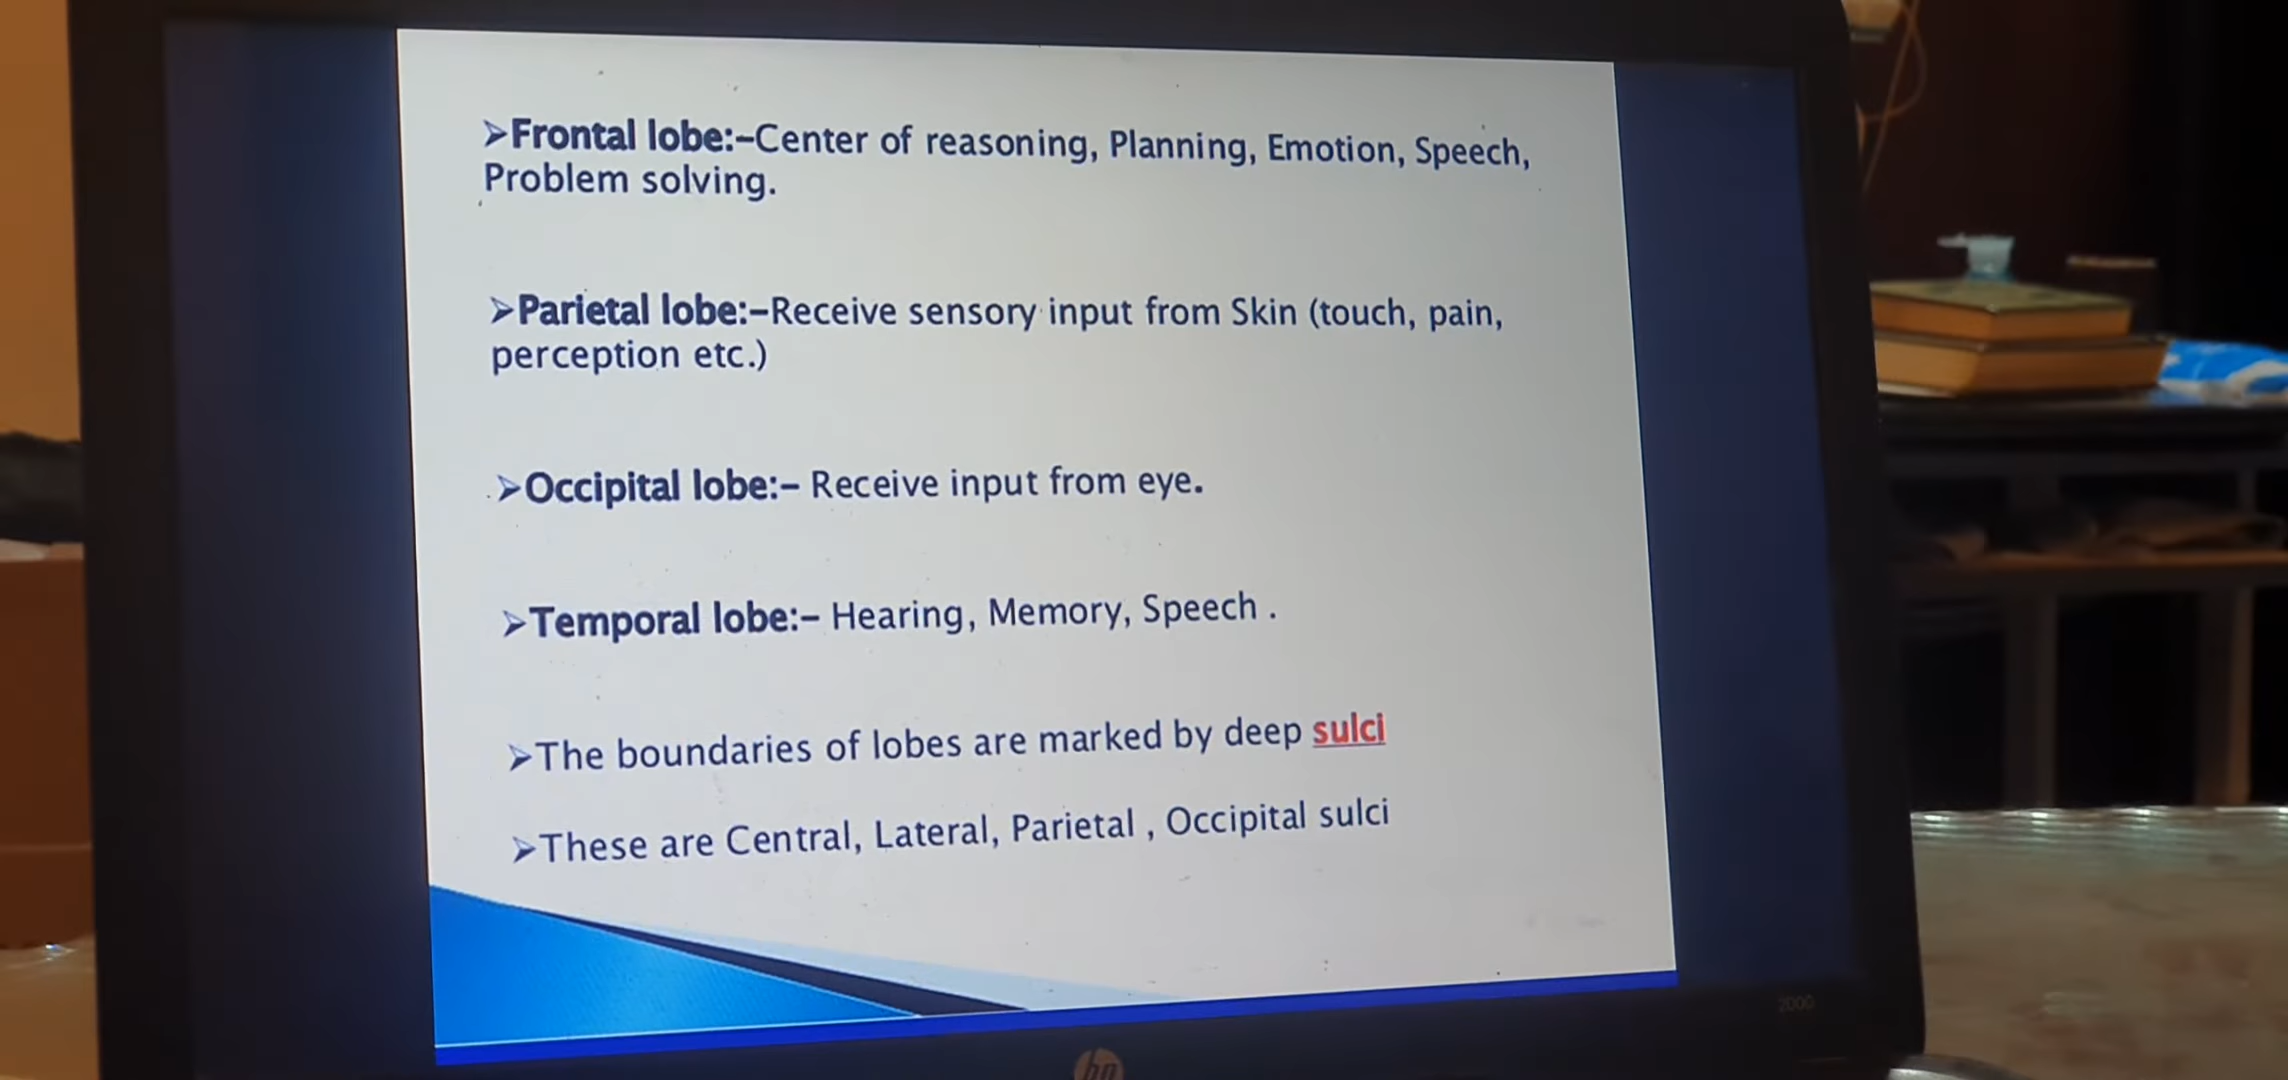 ➢Frontal lobe:–Center of reasoning, Planning, Emotion, Speech,
Problem solving.
➢Parietal lobe:–Receive sensory input from Skin (touch, pain,
perception etc.)
➢Occipital lobe:– Receive input from eye.
➢Temporal lobe:– Hearing, Memory, Speech .
➢The boundaries of lobes are marked by deep sulci
➢These are Central, Lateral, Parietal , Occipital sulci
2000
hp